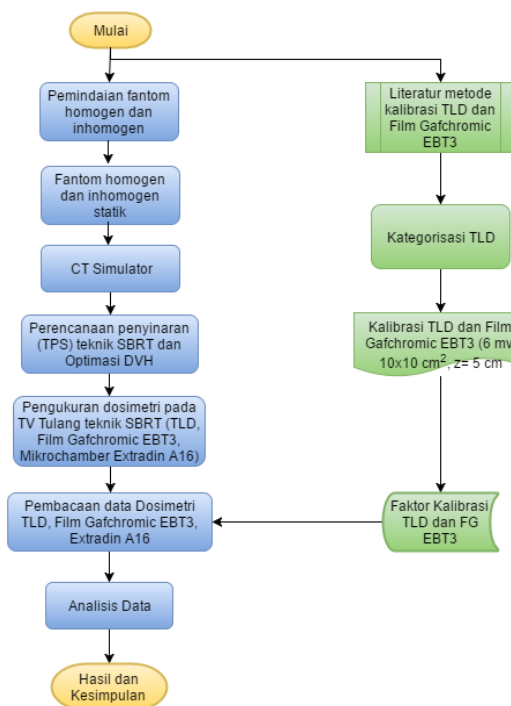 Mulai
Pemindaian fantom
homogen dan
inhomogen
Fantom homogen
dan inhomogen
statik
CT Simulator
Perencanaan penyinaran
(TPS) teknik SBRT dan
Optimasi DVH
Pengukuran dosimetri pada
TV Tulang teknik SBRT (TLD,
Film Gafchromic EBT3,
Mikrochamber Extradin A16)
Pembacaan data Dosimetri
TLD, Film Gafchromic EBT3,
Extradin A16
Analisis Data
Hasil dan
Kesimpulan
Literatur metode
kalibrasi TLD dan
Film Gafchromic
EBT3
Kategorisasi TLD
Kalibrasi TLD dan Film
Gafchromic EBT3 (6 mv
10x10 cm², z= 5 cm
Faktor Kalibrasi
TLD dan FG
EBT3